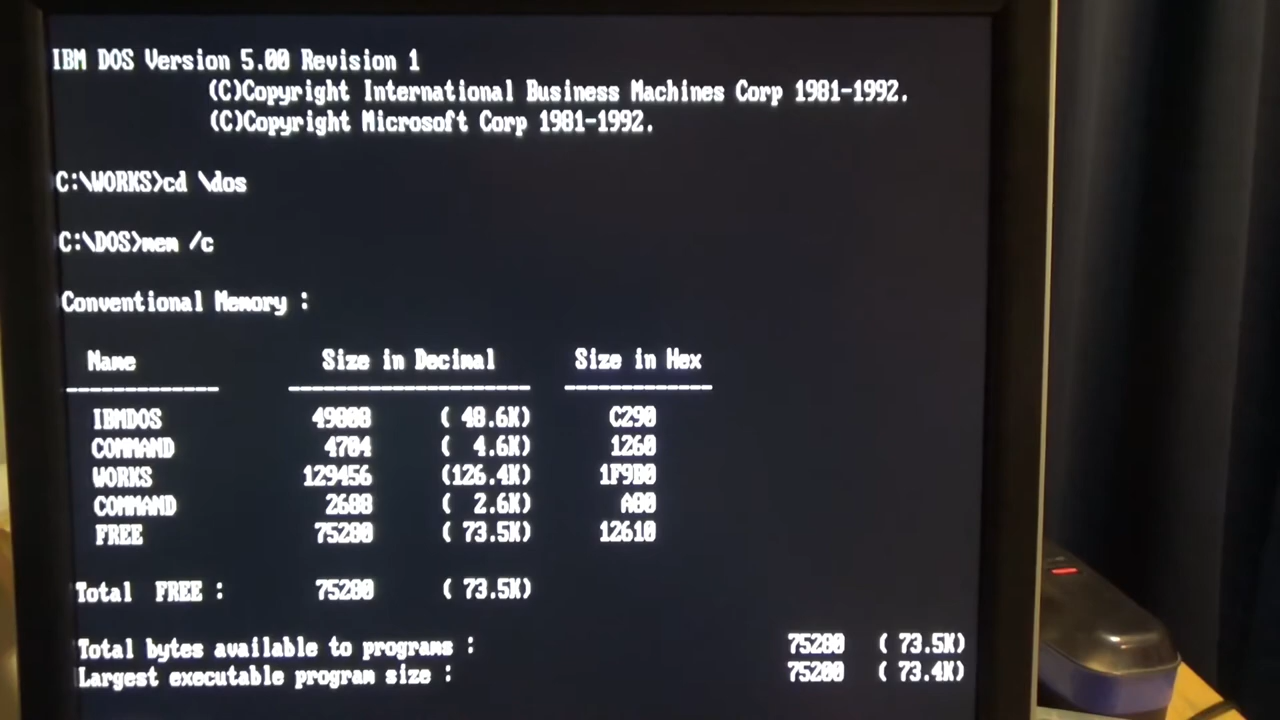 IBM DOS Version 5.00 Revision 1
(C)Copyright International Business Machines Corp 1981-1992.
(C)Copyright Microsoft Corp 1981-1992.
C:\WORKS>cd \dos
C:\DOS>mem /c
Conventional Memory :
Name Size in Decimal Size in Hex
------------- --------------------- -------------
IBMDOS 49808 ( 48.6K) C290
COMMAND 4704 ( 4.6K) 1260
WORKS 129456 (126.4K) 1F9B0
COMMAND 2688 ( 2.6K) A80
FREE 75280 ( 73.5K) 12610
Total FREE : 75280 ( 73.5K)
Total bytes available to programs : 75280 ( 73.5K)
Largest executable program size : 75200 ( 73.4K)